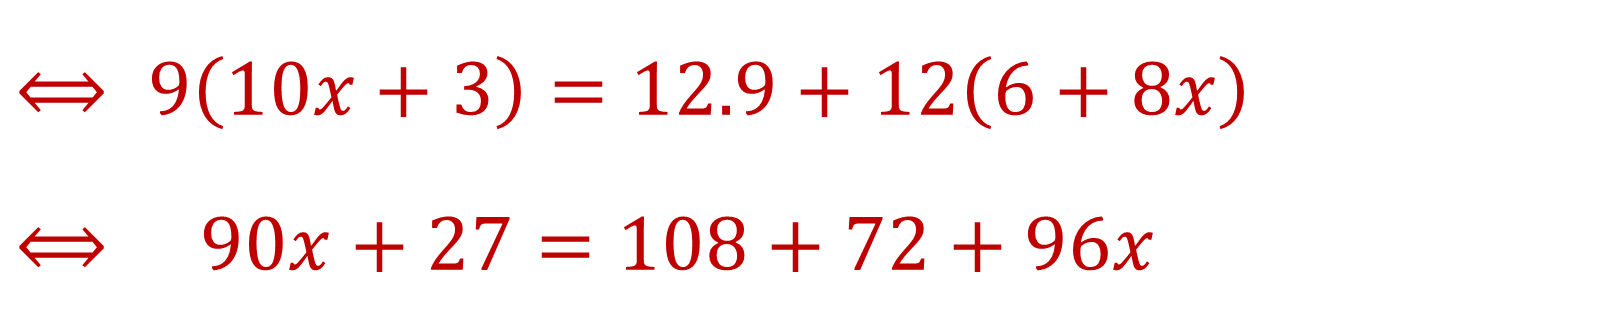 ⟺ 9(10x + 3) = 12.9 + 12(6 + 8x)
⟺ 90x + 27 = 108 + 72 + 96x